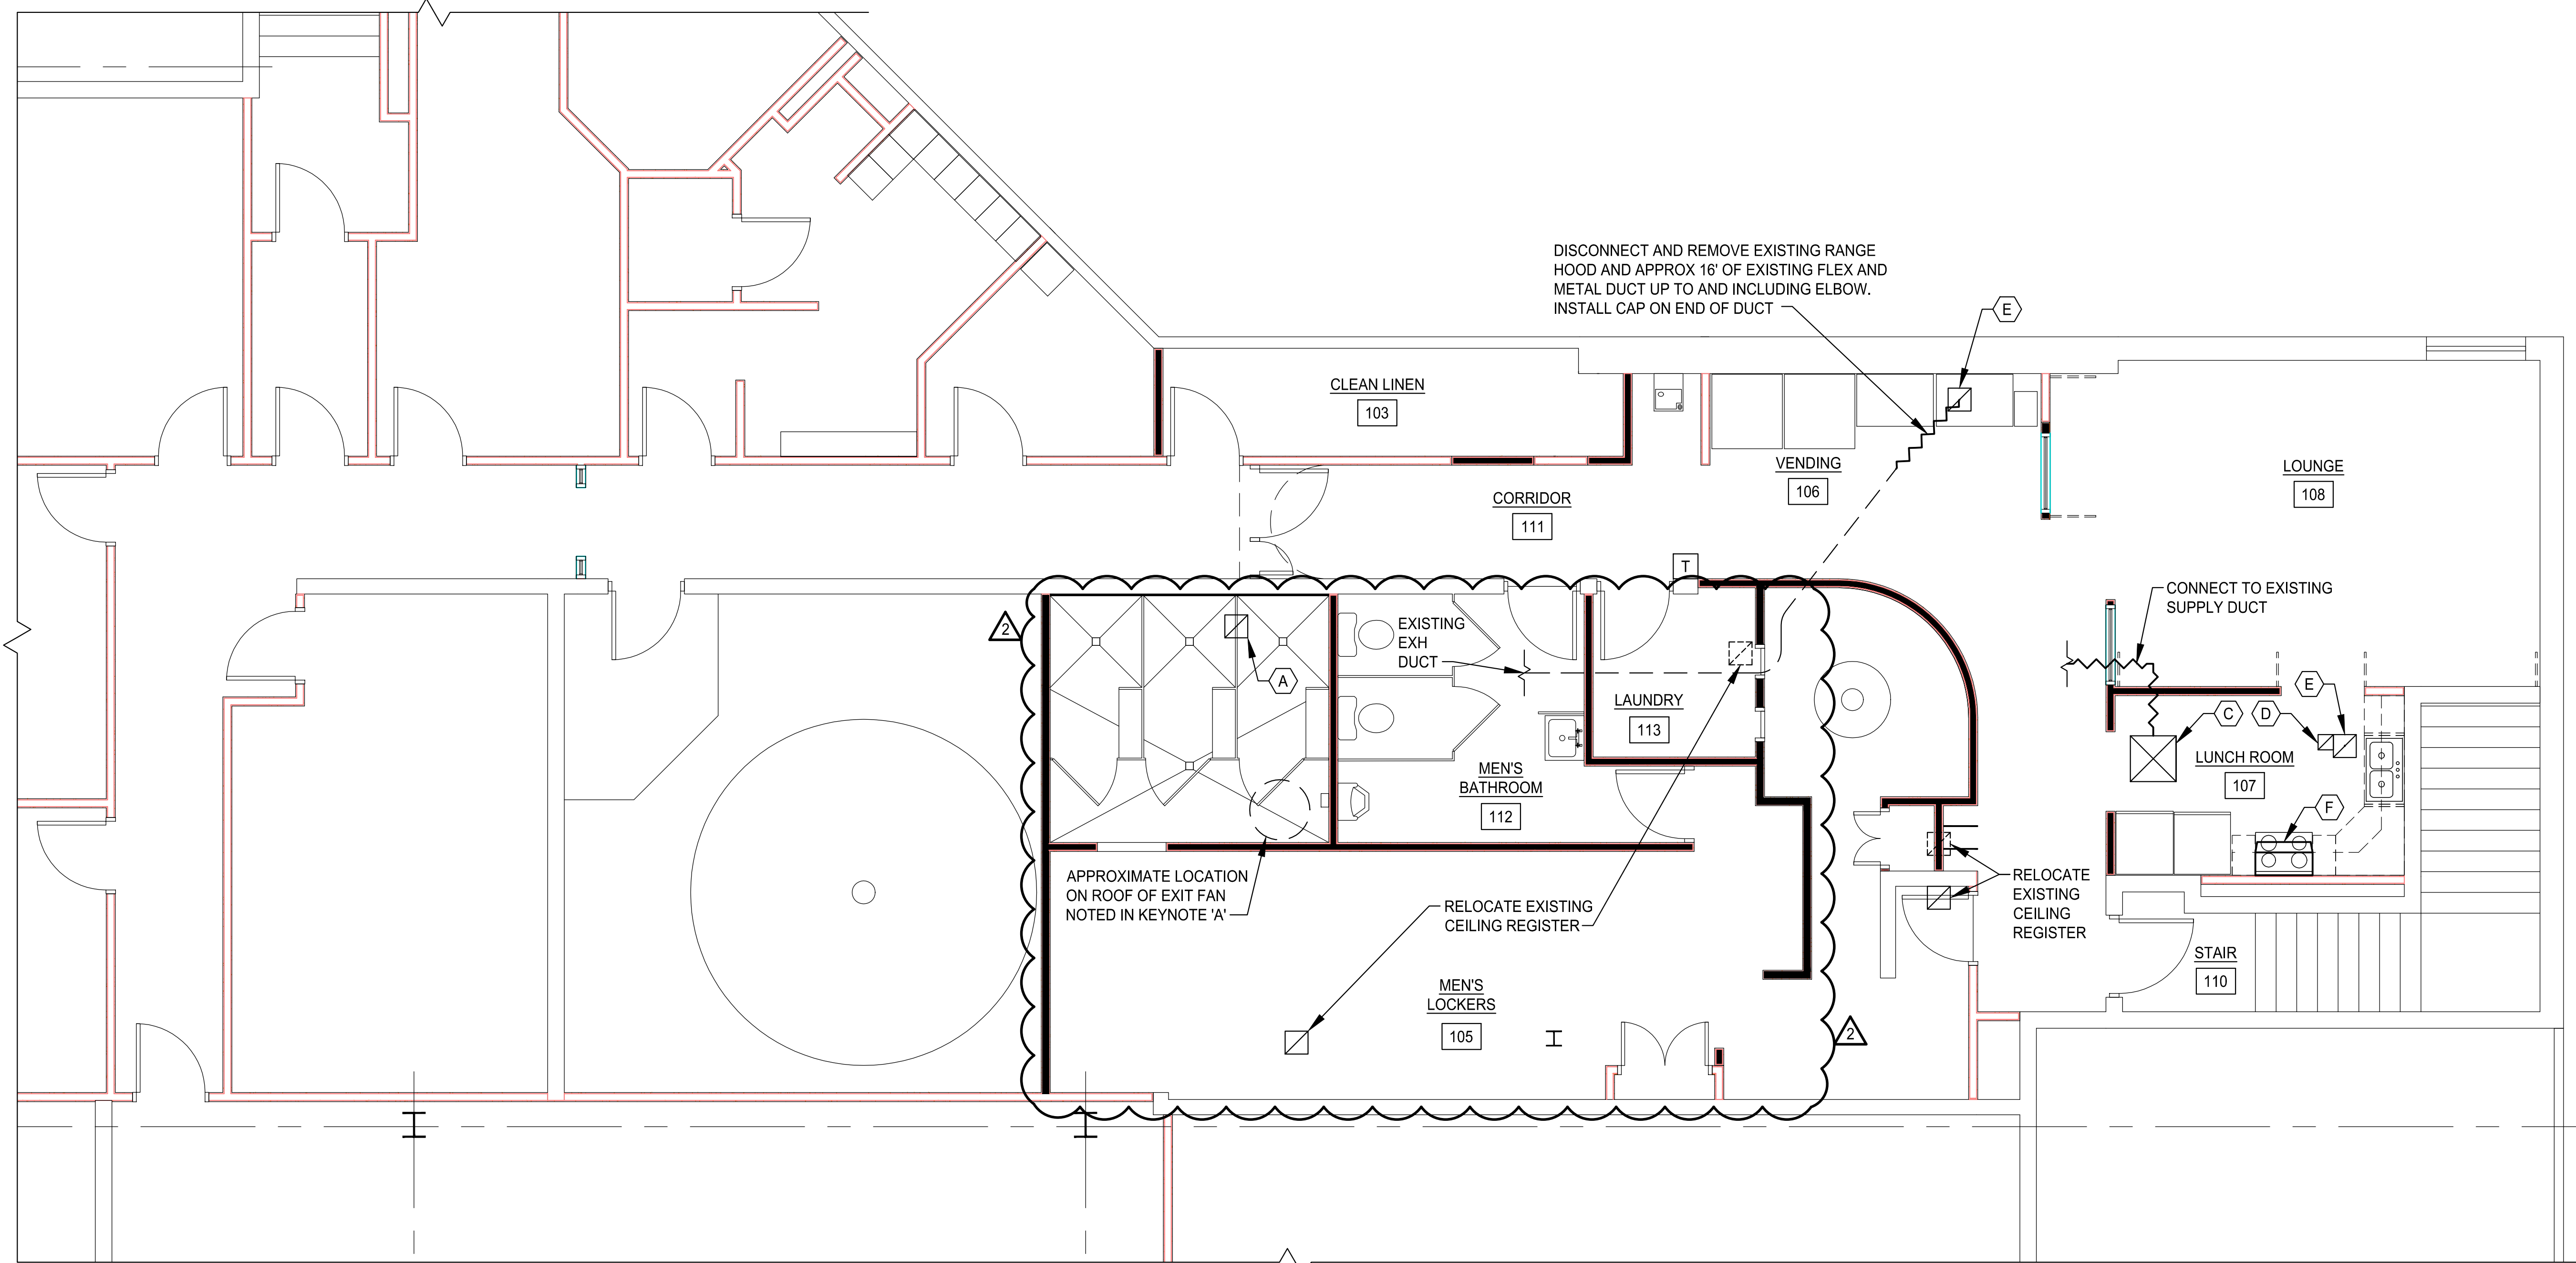 DISCONNECT AND REMOVE EXISTING RANGE
HOOD AND APPROX 16' OF EXISTING FLEX AND
METAL DUCT UP TO AND INCLUDING ELBOW.
INSTALL CAP ON END OF DUCT
E
CLEAN LINEN
103
VENDING
106
LOUNGE
108
CORRIDOR
111
T
CONNECT TO EXISTING
SUPPLY DUCT
2
EXISTING
EXH
DUCT
A
LAUNDRY
113
E
C
D
LUNCH ROOM
107
MEN'S
BATHROOM
112
F
APPROXIMATE LOCATION
ON ROOF OF EXIT FAN
NOTED IN KEYNOTE 'A'
RELOCATE EXISTING
CEILING REGISTER
RELOCATE
EXISTING
CEILING
REGISTER
STAIR
110
MEN'S
LOCKERS
105
2